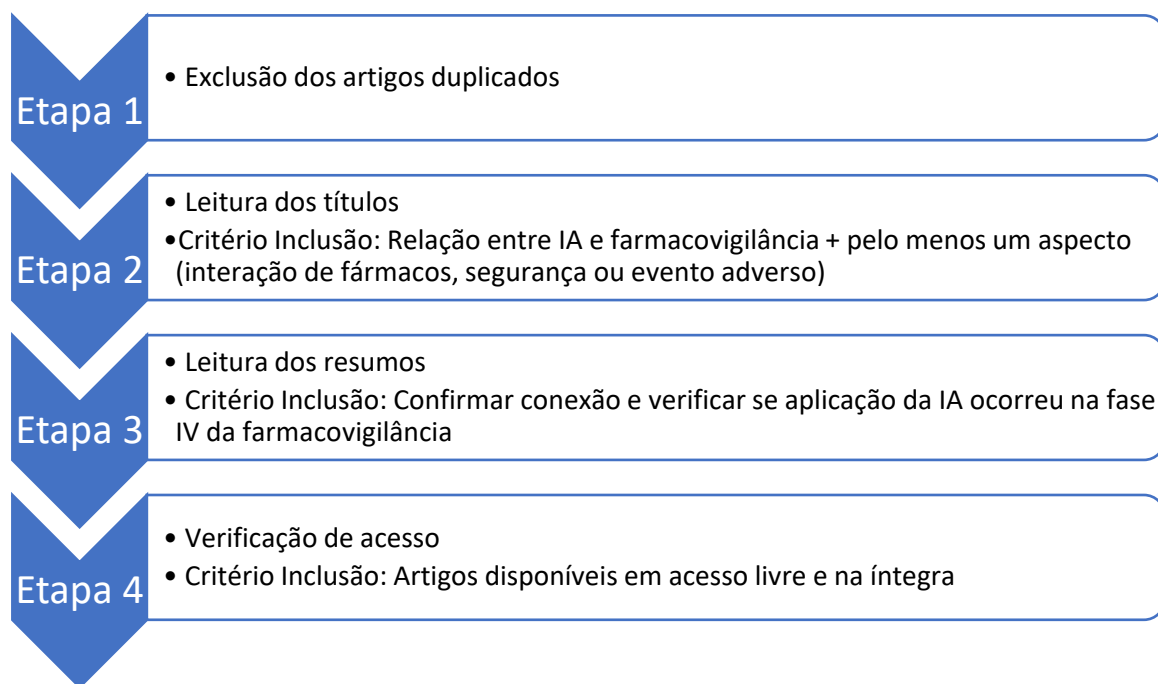 Etapa 1
• Exclusão dos artigos duplicados
Etapa 2
• Leitura dos títulos
•Critério Inclusão: Relação entre IA e farmacovigilância + pelo menos um aspecto
(interação de fármacos, segurança ou evento adverso)
Etapa 3
• Leitura dos resumos
• Critério Inclusão: Confirmar conexão e verificar se aplicação da IA ocorreu na fase
IV da farmacovigilância
Etapa 4
• Verificação de acesso
• Critério Inclusão: Artigos disponíveis em acesso livre e na íntegra